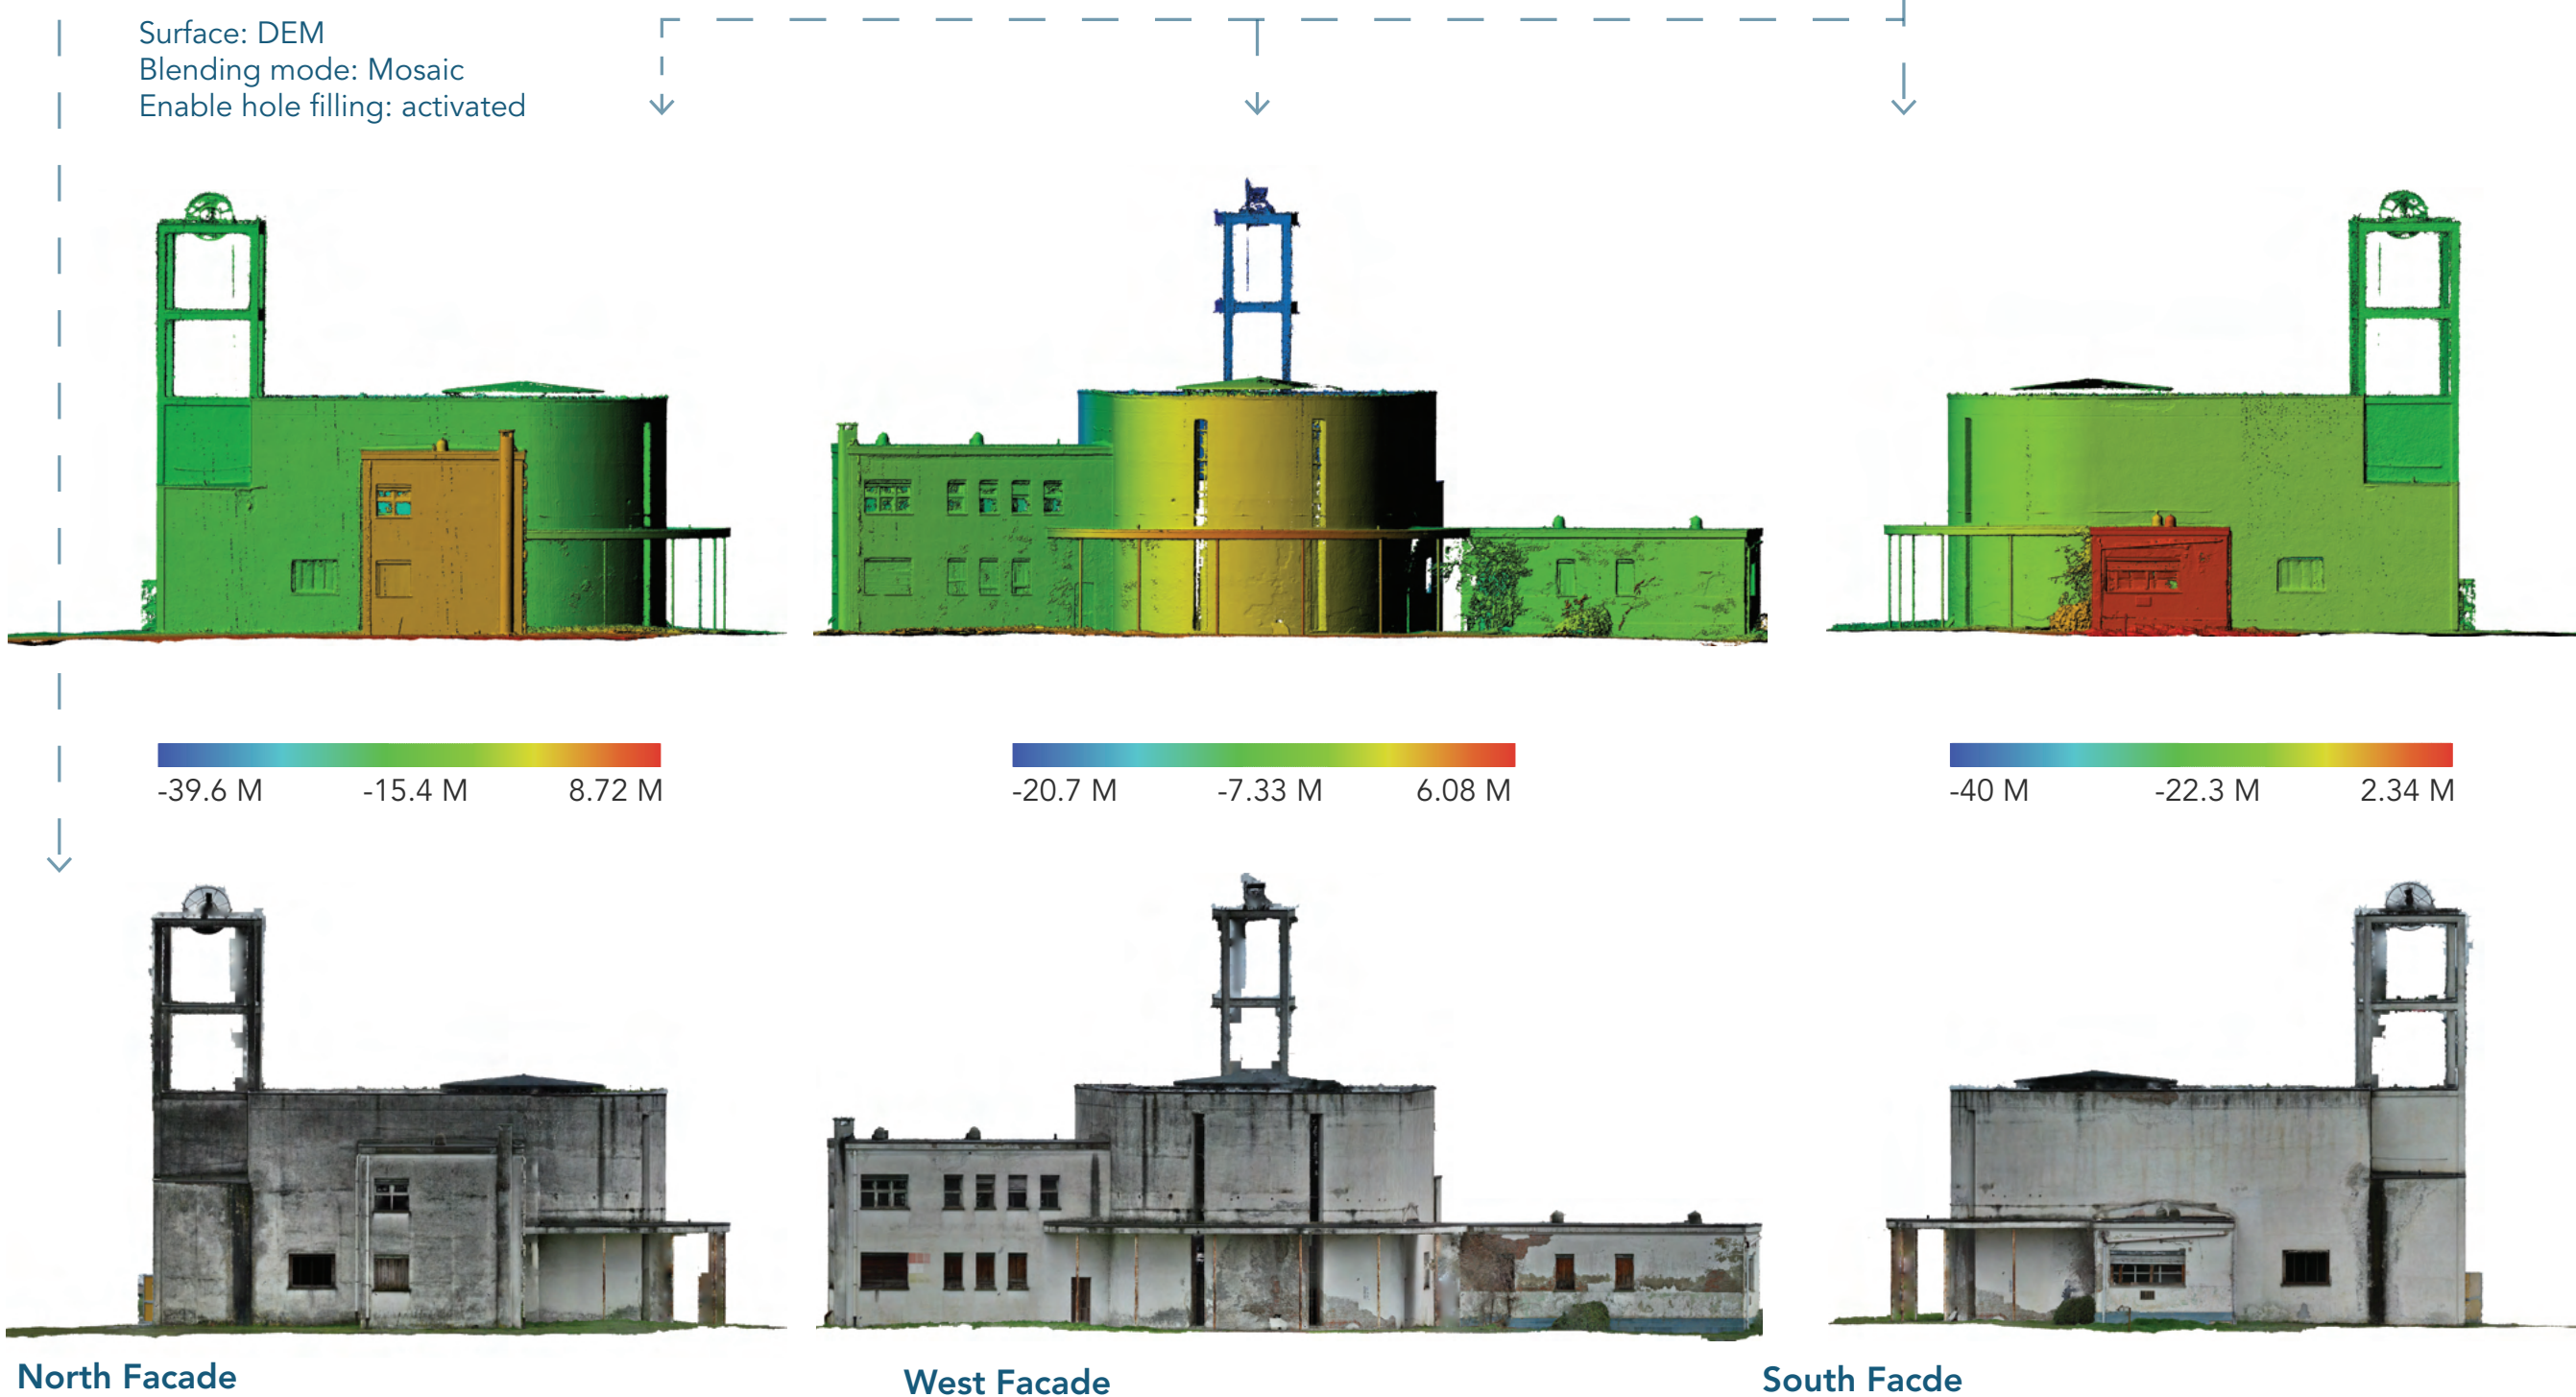 Surface: DEM
Blending mode: Mosaic
Enable hole filling: activated
-39.6 M -15.4 M 8.72 M
-20.7 M -7.33 M 6.08 M
-40 M -22.3 M 2.34 M
North Facade
West Facade
South Facde